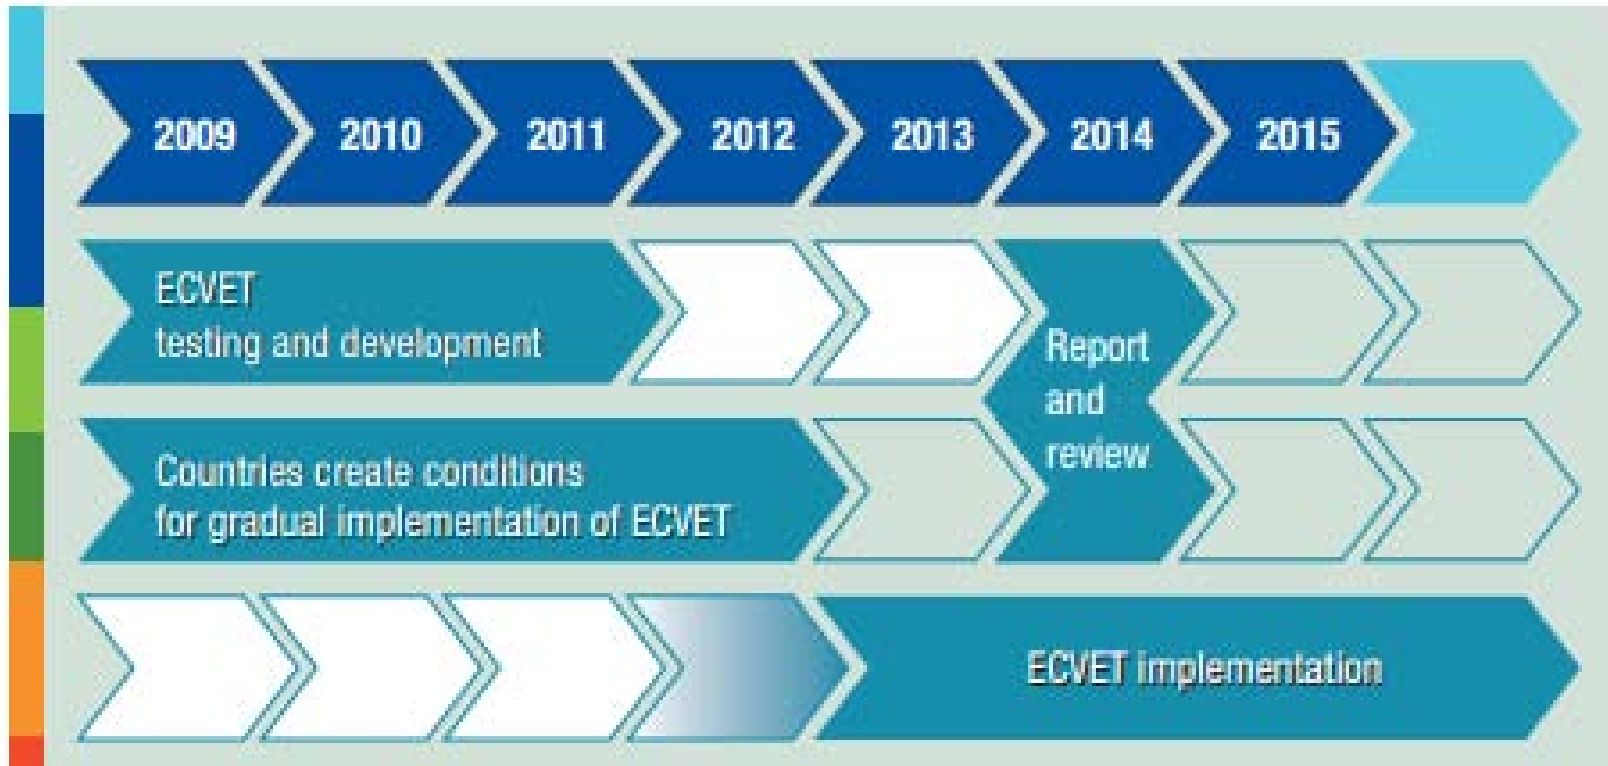 2009 2010 2011 2012 2013 2014 2015
ECVET
testing and development
Report
and
review
Countries create conditions
for gradual implementation of ECVET
ECVET implementation